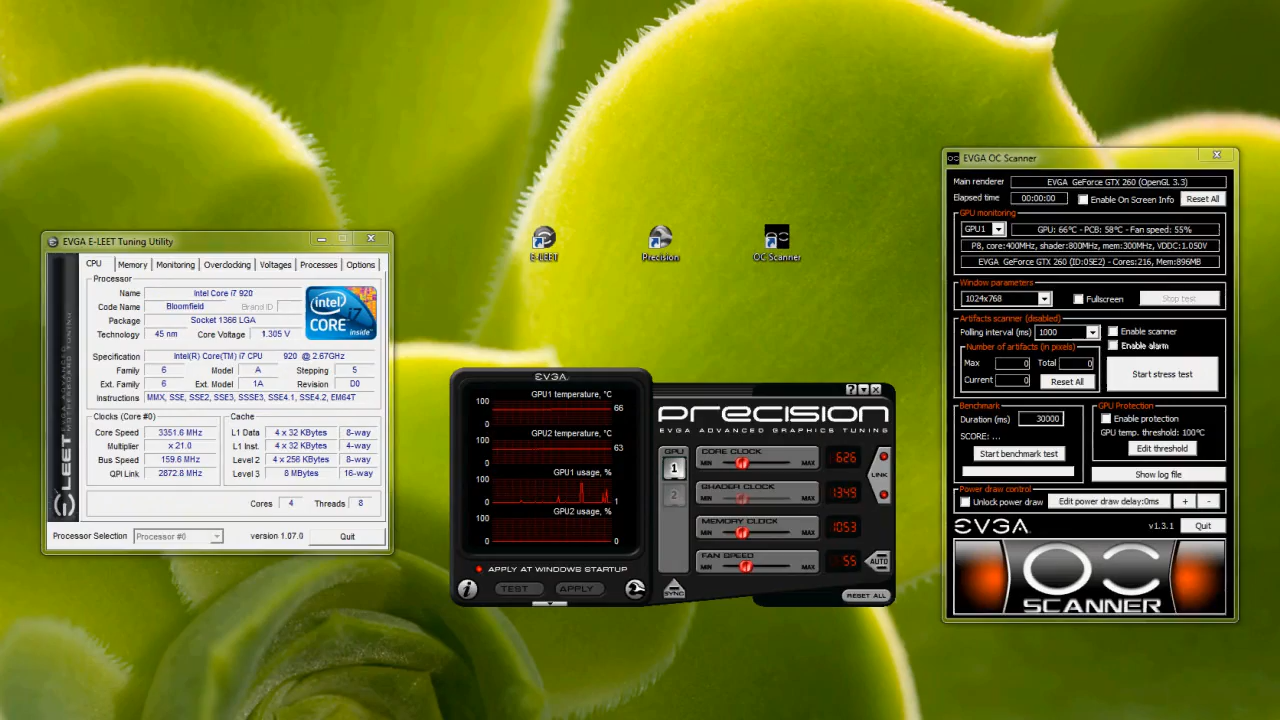 EVGA E-LEET Tuning Utility
CPU Memory Monitoring Overclocking Voltages Processes Options
Processor
Name Intel Core i7 920
Code Name Bloomfield Brand ID
Package Socket 1366 LGA
Technology 45 nm Core Voltage 1.305 V
intel CORE i7 inside
Specification Intel(R) Core(TM) i7 CPU 920 @ 2.67GHz
Family 6 Model A Stepping 5
Ext. Family 6 Ext. Model 1A Revision D0
Instructions MMX, SSE, SSE2, SSE3, SSSE3, SSE4.1, SSE4.2, EM64T
Clocks (Core #0)
Core Speed 3351.6 MHz
Multiplier x 21.0
Bus Speed 159.6 MHz
QPI Link 2872.8 MHz
Cache
L1 Data 4 x 32 KBytes 8-way
L1 Inst. 4 x 32 KBytes 4-way
Level 2 4 x 256 KBytes 8-way
Level 3 8 MBytes 16-way
Cores 4 Threads 8
Processor Selection Processor #0 version 1.07.0 Quit
E-LEET EVGA ADVANCED MOTHERBOARD TUNING
E-LEET
Precision
OC Scanner
EVGA
GPU1 temperature, °C
100 66
0
GPU2 temperature, °C
100 63
0
GPU1 usage, %
100
0 1
GPU2 usage, %
100
0 0
APPLY AT WINDOWS STARTUP
TEST APPLY
PRECISION
EVGA ADVANCED GRAPHICS TUNING
GPU
1
2
SYNC
CORE CLOCK
MIN MAX 626
SHADER CLOCK
MIN MAX 1349
LINK
MEMORY CLOCK
MIN MAX 1053
FAN SPEED
MIN MAX 55 AUTO
RESET ALL
EVGA OC Scanner
Main renderer EVGA GeForce GTX 260 (OpenGL 3.3)
Elapsed time 00:00:00 Enable On Screen Info Reset All
GPU monitoring
GPU1 GPU: 66°C - PCB: 58°C - Fan speed: 55%
P8, core:400MHz, shader:800MHz, mem:300MHz, VDDC:1.050V
EVGA GeForce GTX 260 (ID:05E2) - Cores:216, Mem:896MB
Window parameters
1024x768 Fullscreen Stop test
Artifacts scanner (disabled)
Polling interval (ms) 1000 Enable scanner
Enable alarm
Number of artifacts (in pixels)
Max 0 Total 0
Current 0 Reset All
Start stress test
Benchmark
Duration (ms) 30000
SCORE: ...
Start benchmark test
GPU Protection
Enable protection
GPU temp. threshold: 100°C
Edit threshold
Show log file
Power draw control
Unlock power draw Edit power draw delay:0ms + -
EVGA v1.3.1 Quit
OC
SCANNER